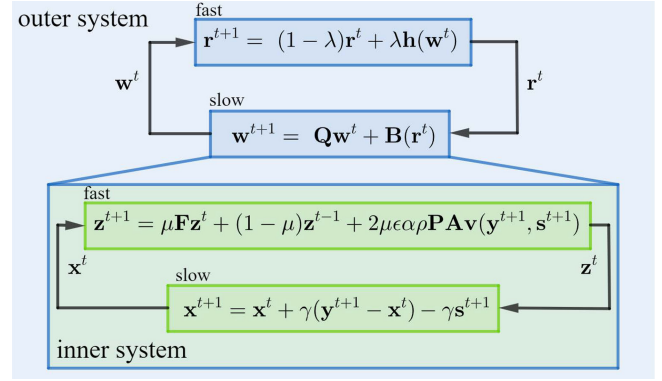 outer system
fast
r^{t+1} = (1 − λ)r^t + λh(w^t)
w^t
r^t
slow
w^{t+1} = Qw^t + B(r^t)
fast
z^{t+1} = μFz^t + (1 − μ)z^{t−1} + 2μϵαρPAv(y^{t+1}, s^{t+1})
x^t
z^t
slow
x^{t+1} = x^t + γ(y^{t+1} − x^t) − γs^{t+1}
inner system